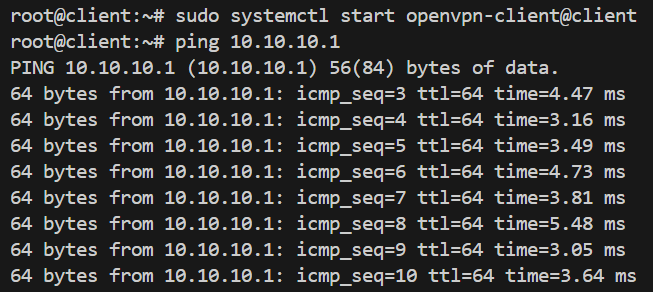 root@client:~# sudo systemctl start openvpn-client@client
root@client:~# ping 10.10.10.1
PING 10.10.10.1 (10.10.10.1) 56(84) bytes of data.
64 bytes from 10.10.10.1: icmp_seq=3 ttl=64 time=4.47 ms
64 bytes from 10.10.10.1: icmp_seq=4 ttl=64 time=3.16 ms
64 bytes from 10.10.10.1: icmp_seq=5 ttl=64 time=3.49 ms
64 bytes from 10.10.10.1: icmp_seq=6 ttl=64 time=4.73 ms
64 bytes from 10.10.10.1: icmp_seq=7 ttl=64 time=3.81 ms
64 bytes from 10.10.10.1: icmp_seq=8 ttl=64 time=5.48 ms
64 bytes from 10.10.10.1: icmp_seq=9 ttl=64 time=3.05 ms
64 bytes from 10.10.10.1: icmp_seq=10 ttl=64 time=3.64 ms